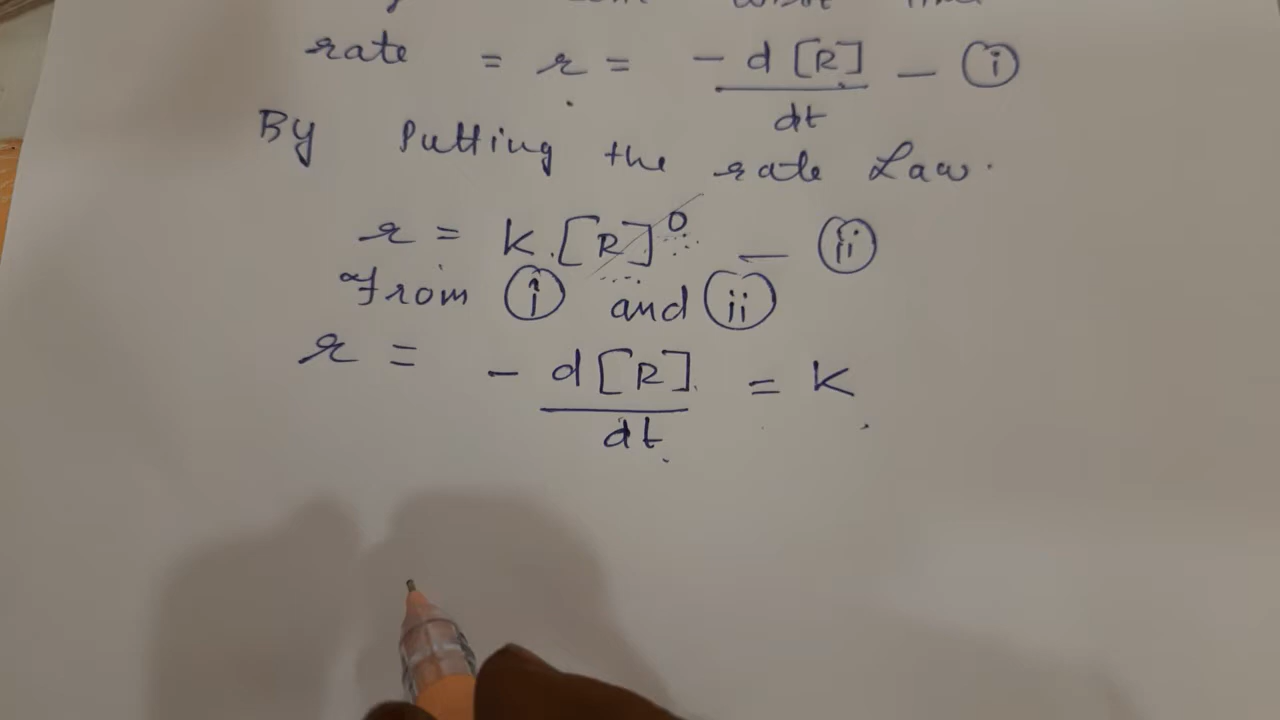 rate = r = - d[R]/dt — (i)
By Putting the rate Law.
r = K.[R]^0 — (ii)
From (i) and (ii)
r = - d[R]/dt = K